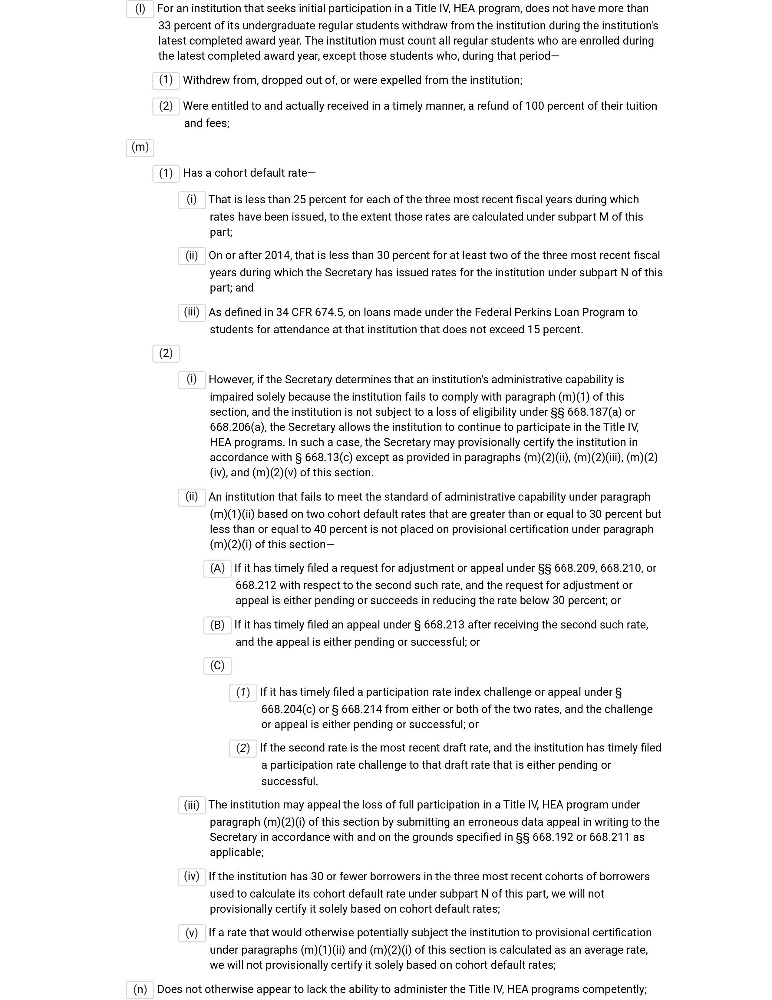 (l) For an institution that seeks initial participation in a Title IV, HEA program, does not have more than
33 percent of its undergraduate regular students withdraw from the institution during the institution's
latest completed award year. The institution must count all regular students who are enrolled during
the latest completed award year, except those students who, during that period—
(1) Withdrew from, dropped out of, or were expelled from the institution;
(2) Were entitled to and actually received in a timely manner, a refund of 100 percent of their tuition
and fees;
(m)
(1) Has a cohort default rate—
(i) That is less than 25 percent for each of the three most recent fiscal years during which
rates have been issued, to the extent those rates are calculated under subpart M of this
part;
(ii) On or after 2014, that is less than 30 percent for at least two of the three most recent fiscal
years during which the Secretary has issued rates for the institution under subpart N of this
part; and
(iii) As defined in 34 CFR 674.5, on loans made under the Federal Perkins Loan Program to
students for attendance at that institution that does not exceed 15 percent.
(2)
(i) However, if the Secretary determines that an institution's administrative capability is
impaired solely because the institution fails to comply with paragraph (m)(1) of this
section, and the institution is not subject to a loss of eligibility under §§ 668.187(a) or
668.206(a), the Secretary allows the institution to continue to participate in the Title IV,
HEA programs. In such a case, the Secretary may provisionally certify the institution in
accordance with § 668.13(c) except as provided in paragraphs (m)(2)(ii), (m)(2)(iii), (m)(2)
(iv), and (m)(2)(v) of this section.
(ii) An institution that fails to meet the standard of administrative capability under paragraph
(m)(1)(ii) based on two cohort default rates that are greater than or equal to 30 percent but
less than or equal to 40 percent is not placed on provisional certification under paragraph
(m)(2)(i) of this section—
(A) If it has timely filed a request for adjustment or appeal under §§ 668.209, 668.210, or
668.212 with respect to the second such rate, and the request for adjustment or
appeal is either pending or succeeds in reducing the rate below 30 percent; or
(B) If it has timely filed an appeal under § 668.213 after receiving the second such rate,
and the appeal is either pending or successful; or
(C)
(1) If it has timely filed a participation rate index challenge or appeal under §
668.204(c) or § 668.214 from either or both of the two rates, and the challenge
or appeal is either pending or successful; or
(2) If the second rate is the most recent draft rate, and the institution has timely filed
a participation rate challenge to that draft rate that is either pending or
successful.
(iii) The institution may appeal the loss of full participation in a Title IV, HEA program under
paragraph (m)(2)(i) of this section by submitting an erroneous data appeal in writing to the
Secretary in accordance with and on the grounds specified in §§ 668.192 or 668.211 as
applicable;
(iv) If the institution has 30 or fewer borrowers in the three most recent cohorts of borrowers
used to calculate its cohort default rate under subpart N of this part, we will not
provisionally certify it solely based on cohort default rates;
(v) If a rate that would otherwise potentially subject the institution to provisional certification
under paragraphs (m)(1)(ii) and (m)(2)(i) of this section is calculated as an average rate,
we will not provisionally certify it solely based on cohort default rates;
(n) Does not otherwise appear to lack the ability to administer the Title IV, HEA programs competently;